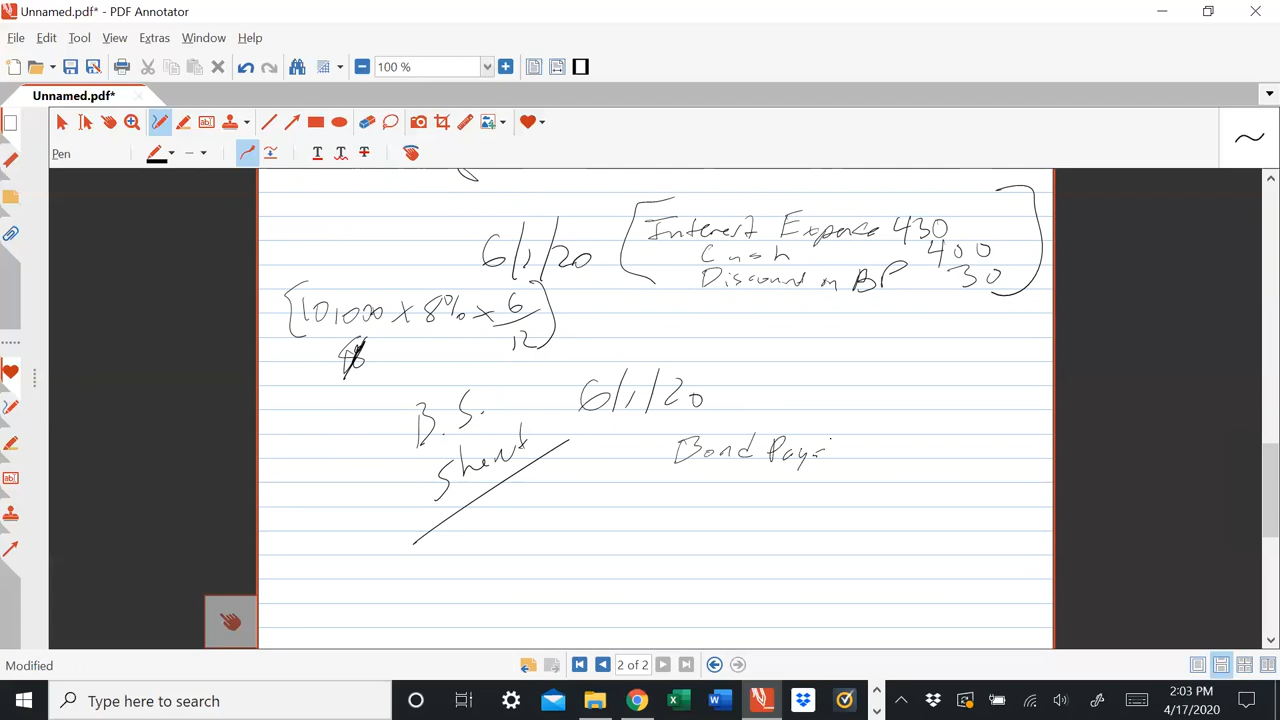 Unnamed.pdf* - PDF Annotator
File Edit Tool View Extras Window Help
100 %
Unnamed.pdf*
Pen
6/1/20
Interest Expense 430
Cash 400
Discount on BP 30
[10,000 x 8% x 6/12]
B.S.
6/1/20
Bond Pay
Modified
2 of 2
Type here to search
2:03 PM
4/17/2020